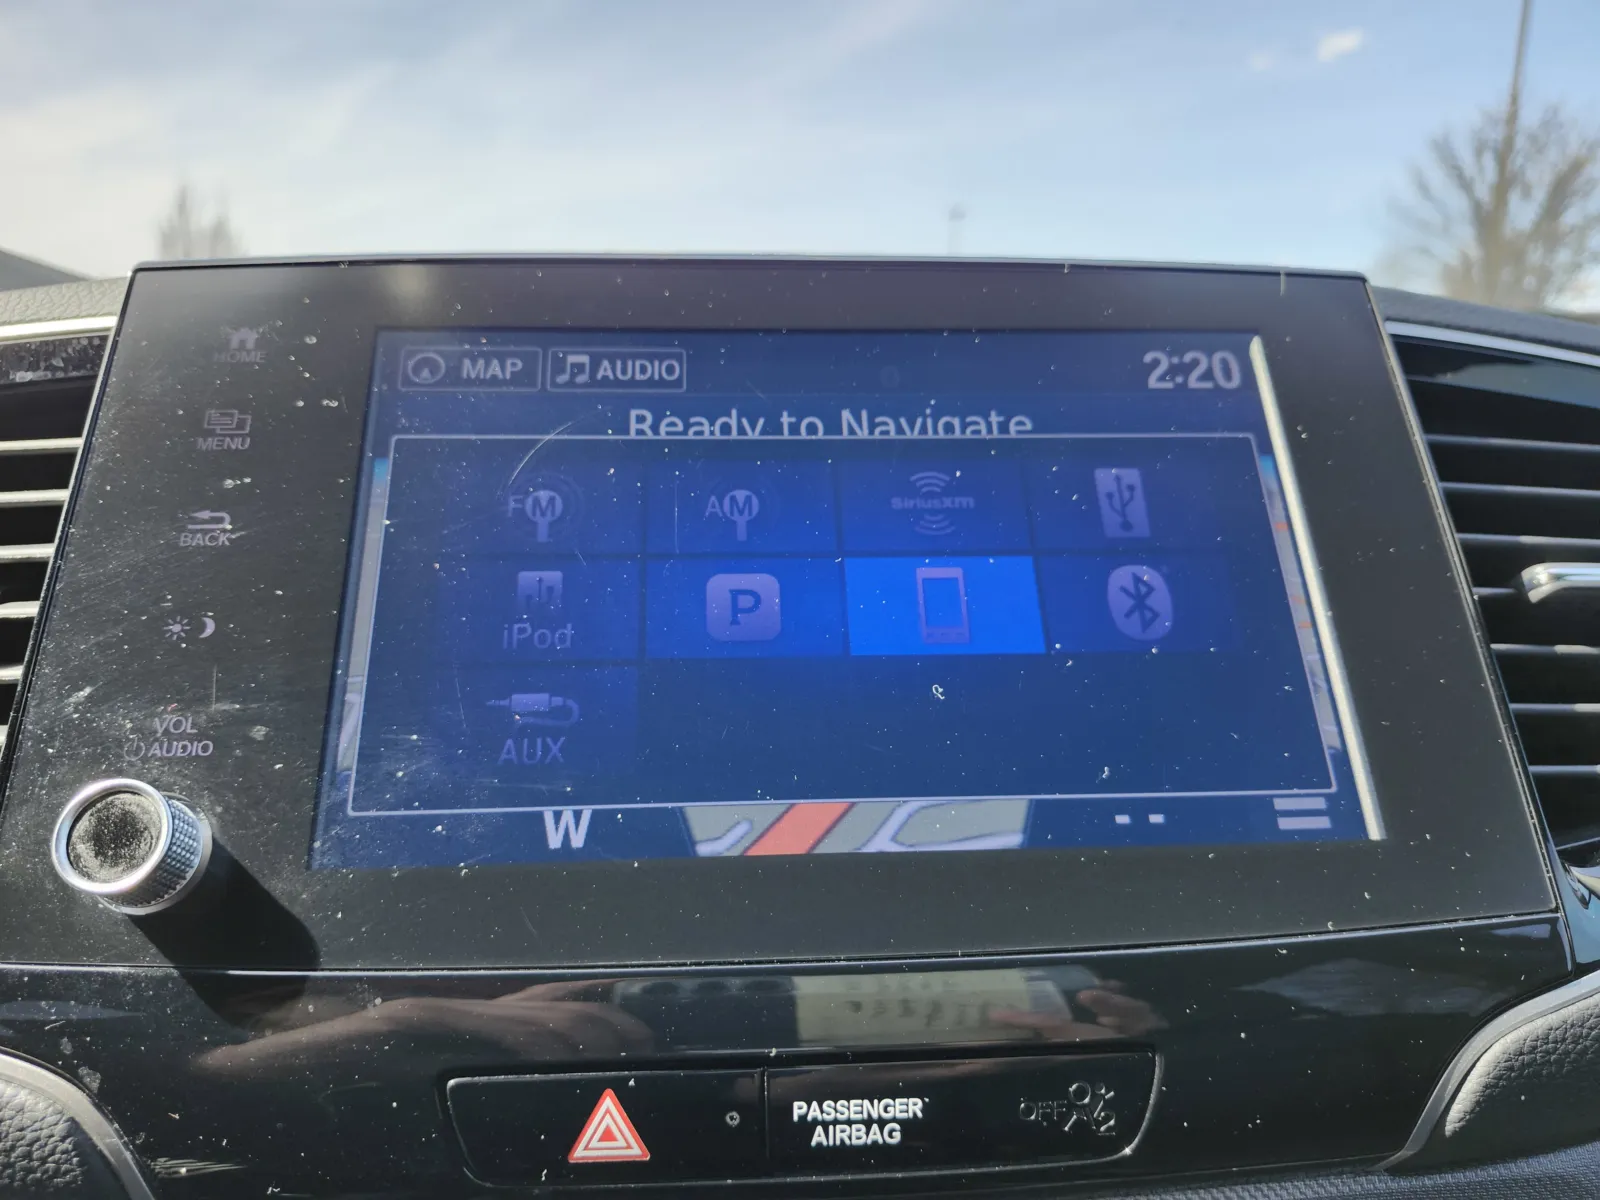 HOME
MENU
BACK
VOL
AUDIO
MAP
AUDIO
2:20
Ready to Navigate
FM
AM
SiriusXM
iPod
P
AUX
W
PASSENGER
AIRBAG
OFF
2